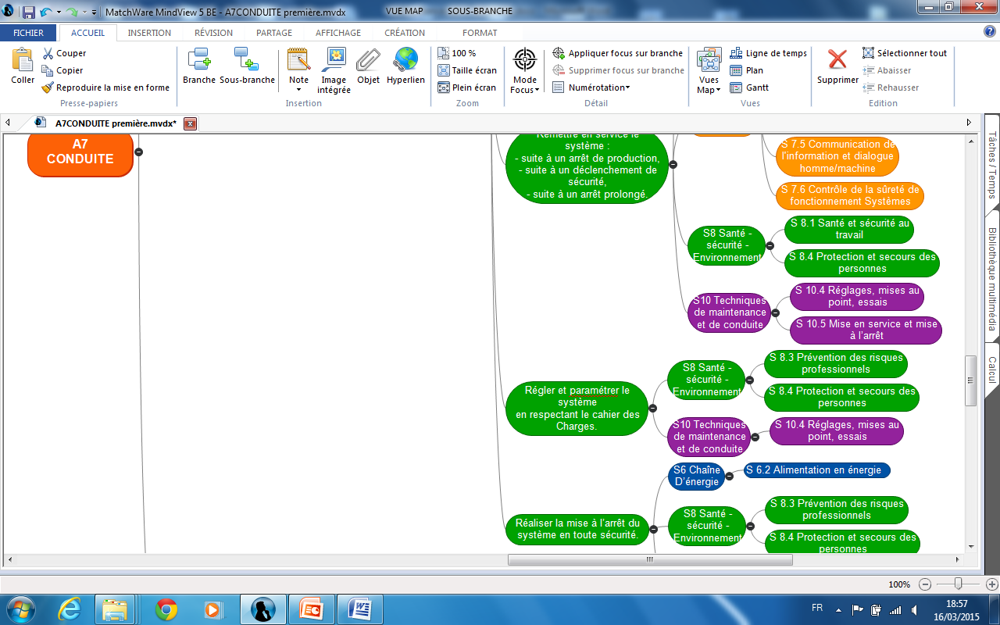 MatchWare MindView 5 BE - A7CONDUITE première.mvdx
VUE MAP
SOUS-BRANCHE
FICHIER
ACCUEIL
INSERTION
RÉVISION
PARTAGE
AFFICHAGE
CRÉATION
FORMAT
Coller
Couper
Copier
Reproduire la mise en forme
Presse-papiers
Branche
Sous-branche
Note
Image
intégrée
Objet
Hyperlien
Insertion
100 %
Taille écran
Plein écran
Zoom
Mode
Focus
Appliquer focus sur branche
Supprimer focus sur branche
Numérotation
Détail
Vues
Map
Ligne de temps
Plan
Gantt
Vues
Supprimer
Sélectionner tout
Abaisser
Rehausser
Edition
A7CONDUITE première.mvdx*
A7
CONDUITE
Remettre en service le
système :
- suite à un arrêt de production,
- suite à un déclenchement de
sécurité,
- suite à un arrêt prolongé.
S 7.5 Communication de
l'information et dialogue
homme/machine
S 7.6 Contrôle de la sûreté de
fonctionnement Systèmes
S8 Santé -
sécurité -
Environnement
S 8.1 Santé et sécurité au
travail
S 8.4 Protection et secours des
personnes
S10 Techniques
de maintenance
et de conduite
S 10.4 Réglages, mises au
point, essais
S 10.5 Mise en service et mise
à l'arrêt
Régler et paramétrer le
système
en respectant le cahier des
Charges.
S8 Santé -
sécurité -
Environnement
S 8.3 Prévention des risques
professionnels
S 8.4 Protection et secours des
personnes
S10 Techniques
de maintenance
et de conduite
S 10.4 Réglages, mises au
point, essais
Réaliser la mise à l'arrêt du
système en toute sécurité.
S6 Chaîne
D'énergie
S 6.2 Alimentation en énergie
S8 Santé -
sécurité -
Environnement
S 8.3 Prévention des risques
professionnels
S 8.4 Protection et secours des
personnes
Tâches / Temps
Bibliothèque multimédia
Calcul
100%
FR
18:57
16/03/2015